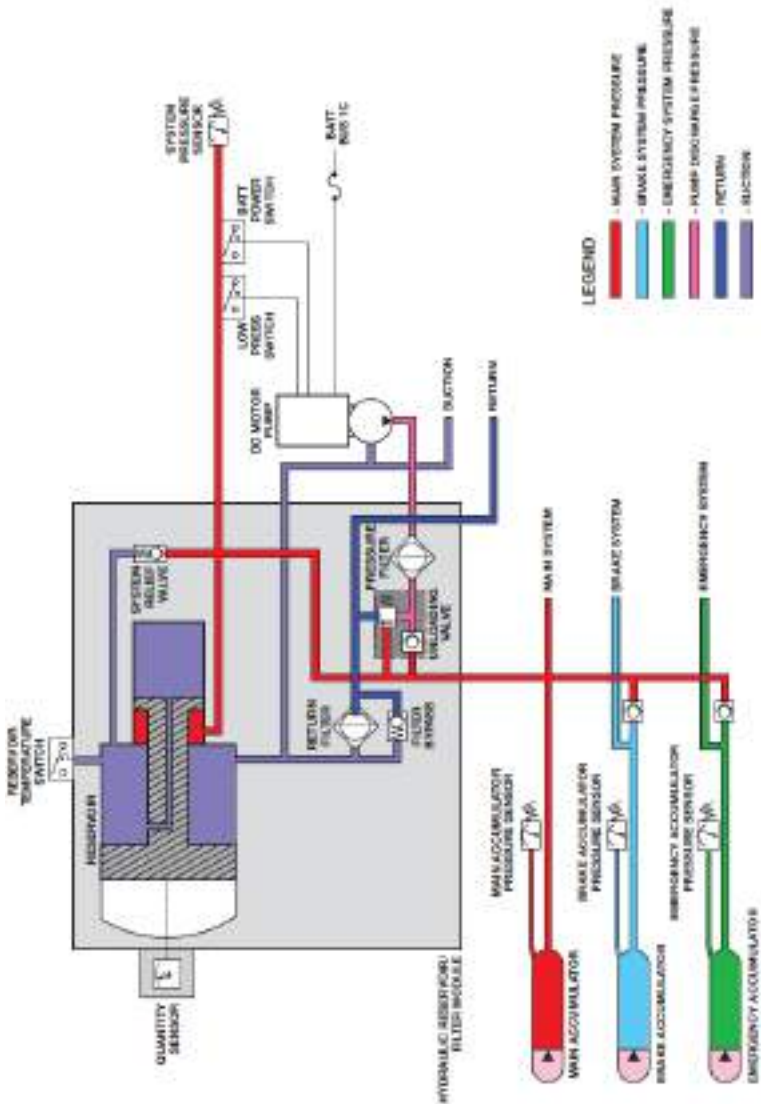 RESERVOIR
TEMPERATURE
SWITCH
SYSTEM
PRESSURE
SENSOR
BATT
BUS 1C
BATT
POWER
SWITCH
LOW
PRESS
SWITCH
DC MOTOR
PUMP
SYSTEM
RELIEF
VALVE
RESERVOIR
PRESSURE
FILTER
UNLOADING
VALVE
RETURN
FILTER
FILTER
BYPASS
SUCTION
RETURN
QUANTITY
SENSOR
HYDRAULIC RESERVOIR/
FILTER MODULE
MAIN SYSTEM
BRAKE SYSTEM
EMERGENCY SYSTEM
MAIN ACCUMULATOR
PRESSURE SENSOR
BRAKE ACCUMULATOR
PRESSURE SENSOR
EMERGENCY ACCUMULATOR
PRESSURE SENSOR
MAIN ACCUMULATOR
BRAKE ACCUMULATOR
EMERGENCY ACCUMULATOR
LEGEND
- MAIN SYSTEM PRESSURE
- BRAKE SYSTEM PRESSURE
- EMERGENCY SYSTEM PRESSURE
- PUMP DISCHARGE PRESSURE
- RETURN
- SUCTION